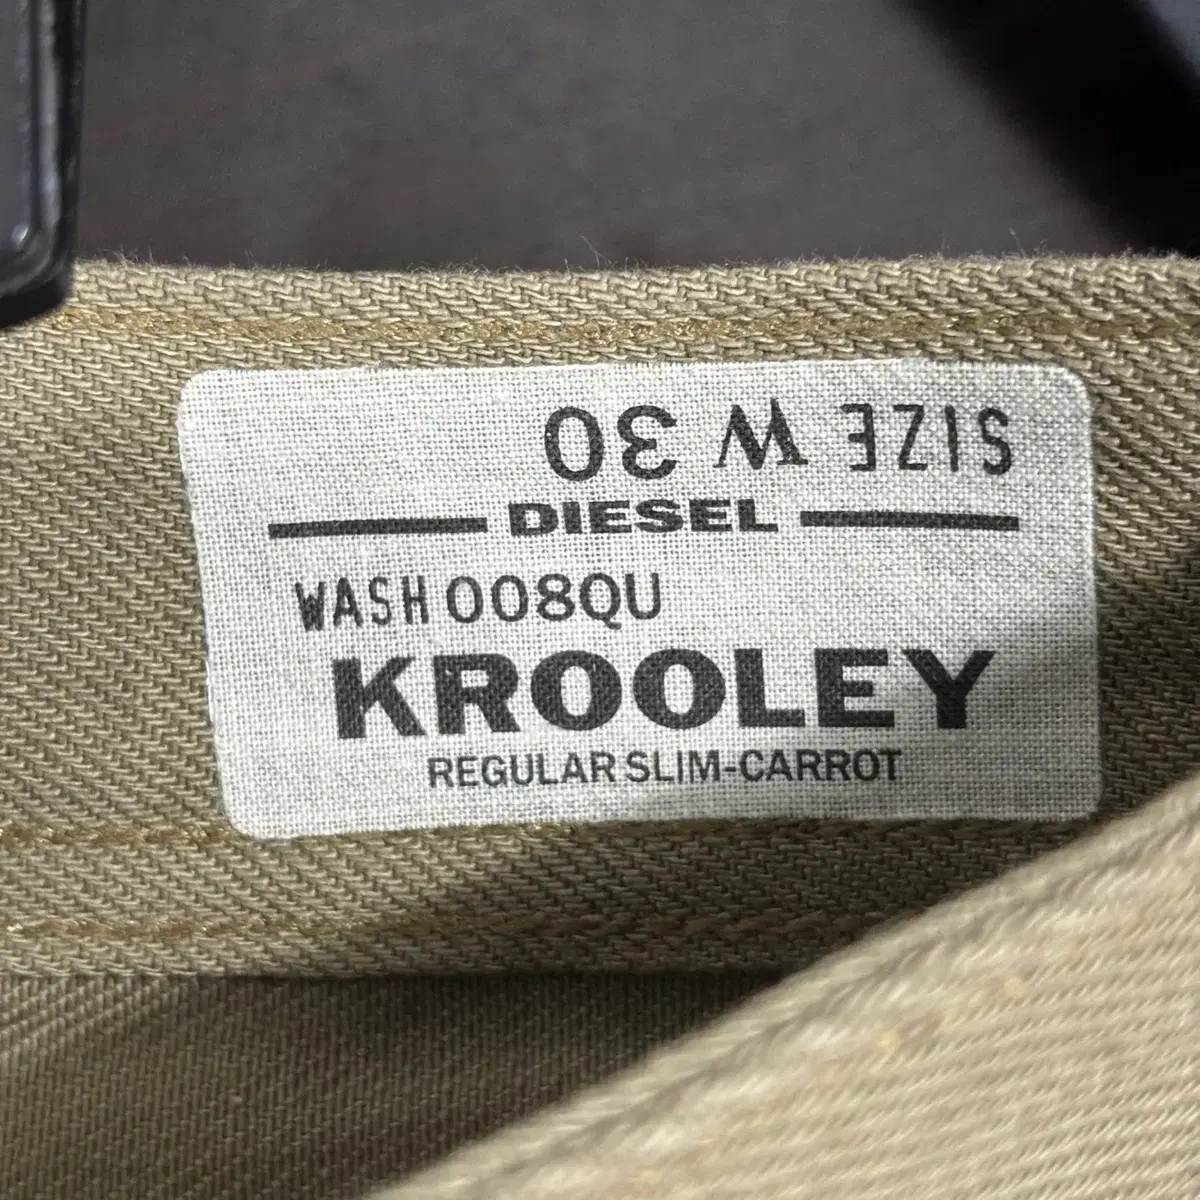 SIZE W 30
DIESEL
WASH 008QU
KROOLEY
REGULAR SLIM-CARROT